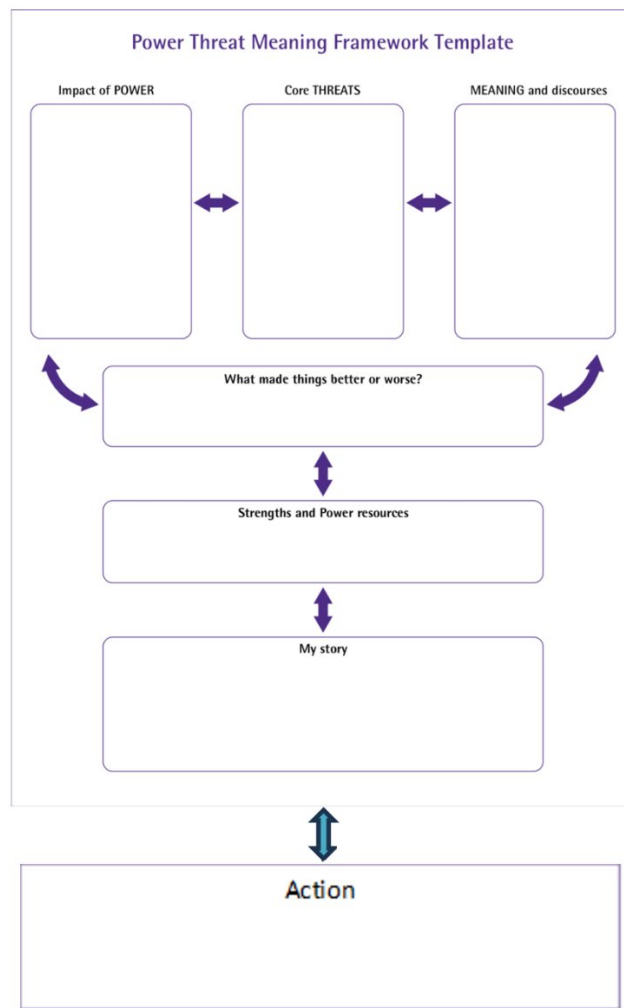 Power Threat Meaning Framework Template
Impact of POWER
Core THREATS
MEANING and discourses
What made things better or worse?
Strengths and Power resources
My story
Action